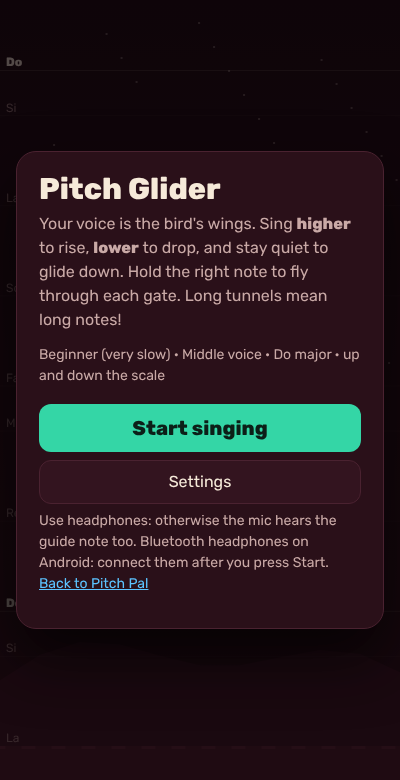 Do
Si
La
Pitch Glider
Your voice is the bird's wings. Sing higher
to rise, lower to drop, and stay quiet to
glide down. Hold the right note to fly
through each gate. Long tunnels mean
long notes!
Beginner (very slow) • Middle voice • Do major • up
and down the scale
Start singing
Settings
Use headphones: otherwise the mic hears the
guide note too. Bluetooth headphones on
Android: connect them after you press Start.
Back to Pitch Pal
Si
La